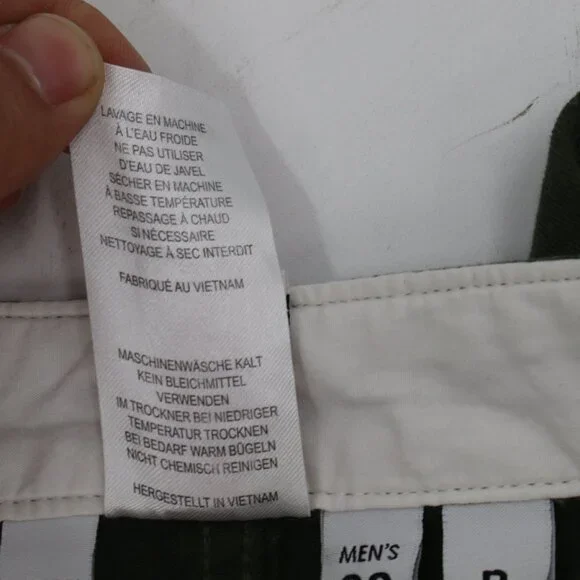 LAVAGE EN MACHINE
À L'EAU FROIDE
NE PAS UTILISER
D'EAU DE JAVEL
SÉCHER EN MACHINE
À BASSE TEMPÉRATURE
REPASSAGE À CHAUD
SI NÉCESSAIRE
NETTOYAGE À SEC INTERDIT
FABRIQUÉ AU VIETNAM
MASCHINENWÄSCHE KALT
KEIN BLEICHMITTEL
VERWENDEN
IM TROCKNER BEI NIEDRIGER
TEMPERATUR TROCKNEN
BEI BEDARF WARM BÜGELN
NICHT CHEMISCH REINIGEN
HERGESTELLT IN VIETNAM
MEN'S